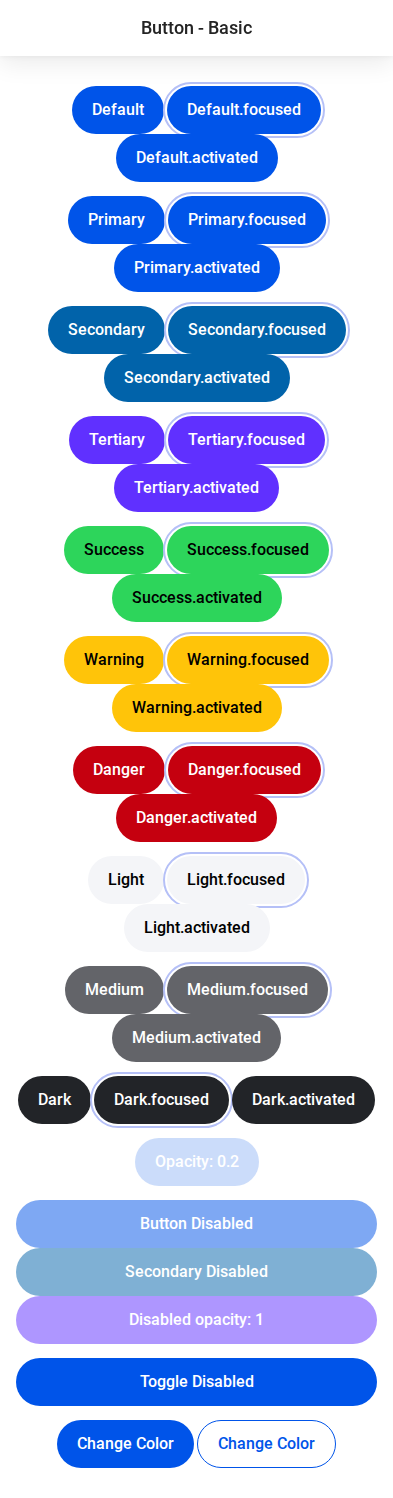 Button - Basic
Default Default.focused
Default.activated
Primary Primary.focused
Primary.activated
Secondary Secondary.focused
Secondary.activated
Tertiary Tertiary.focused
Tertiary.activated
Success Success.focused
Success.activated
Warning Warning.focused
Warning.activated
Danger Danger.focused
Danger.activated
Light Light.focused
Light.activated
Medium Medium.focused
Medium.activated
Dark Dark.focused Dark.activated
Opacity: 0.2
Button Disabled
Secondary Disabled
Disabled opacity: 1
Toggle Disabled
Change Color Change Color